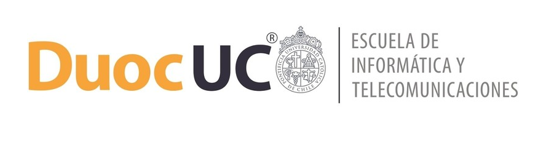 DuocUC®
ESCUELA DE
INFORMÁTICA Y
TELECOMUNICACIONES